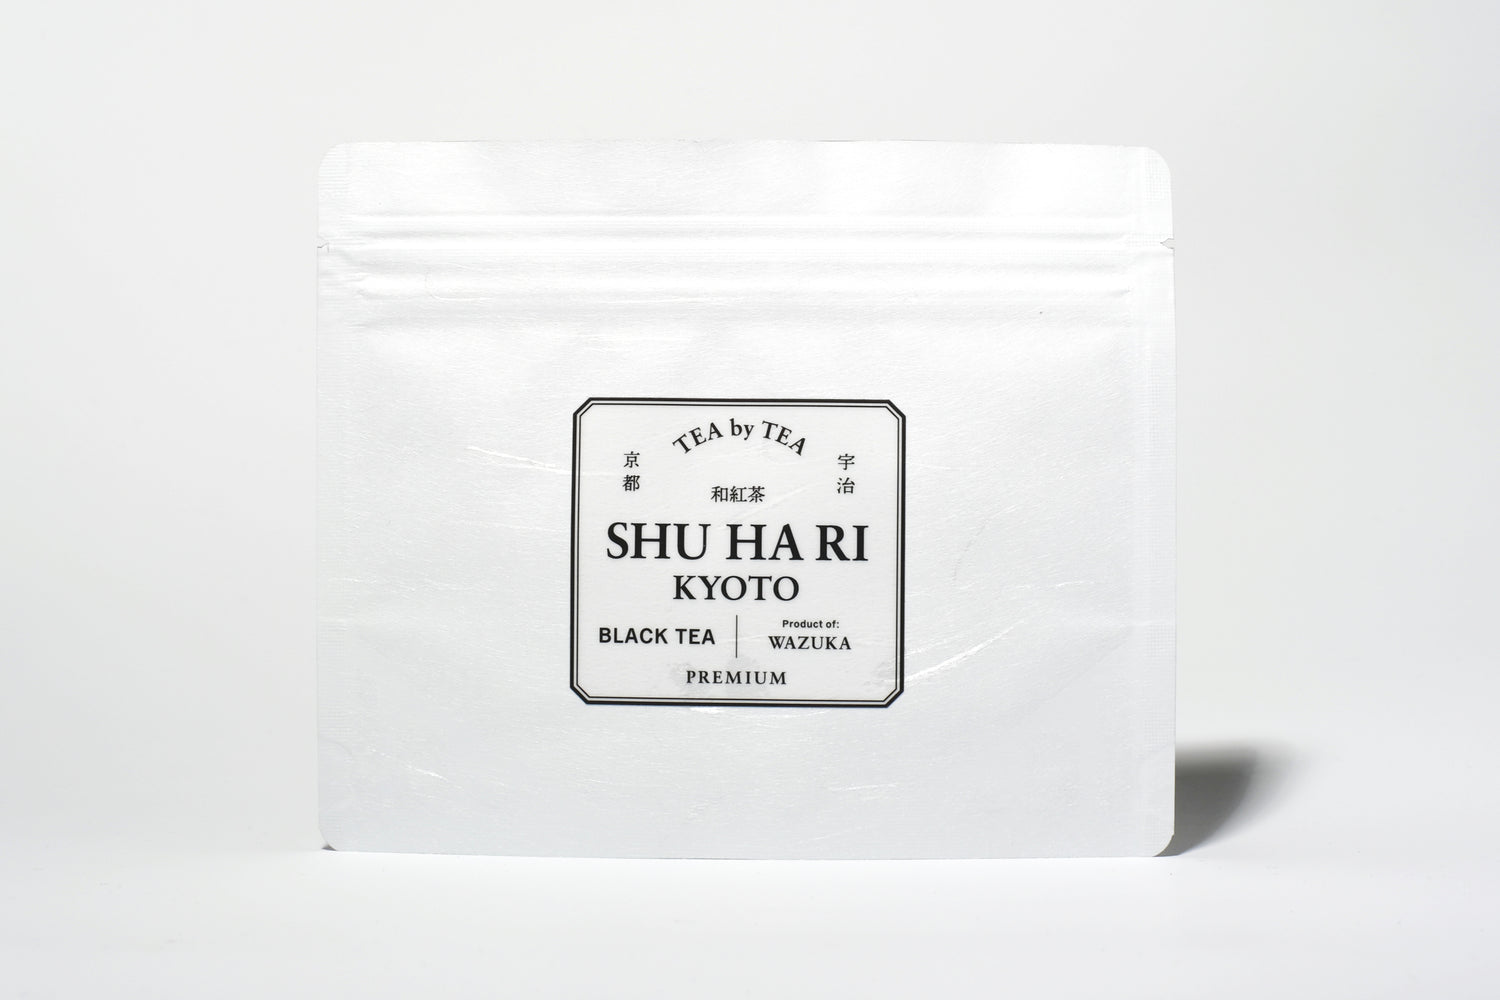 TEA by TEA
京都
宇治
和紅茶
SHU HA RI
KYOTO
BLACK TEA
Product of:
WAZUKA
PREMIUM